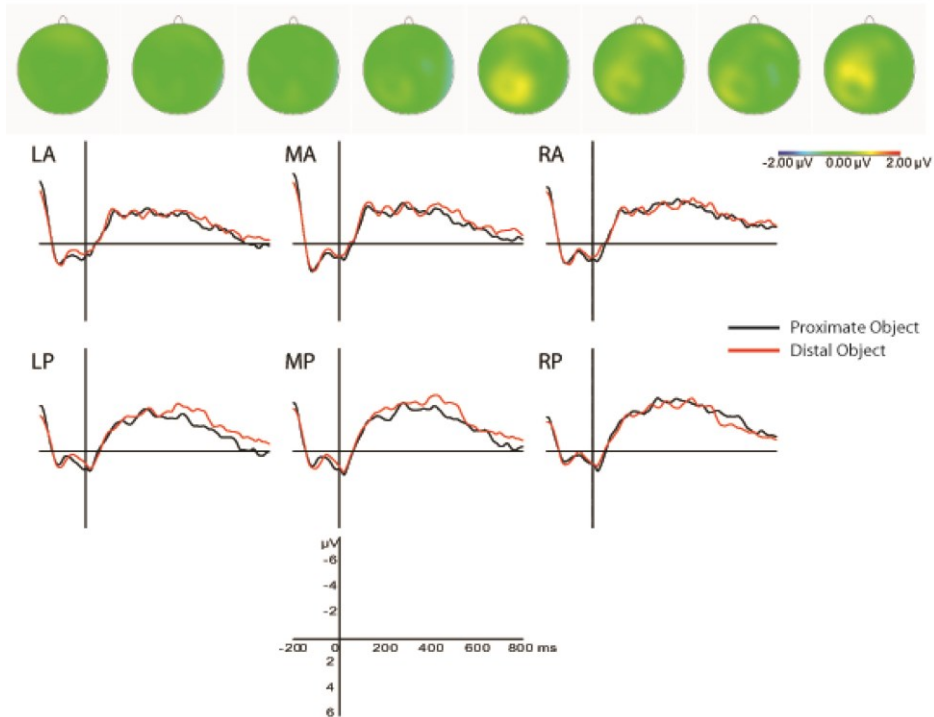 LA
MA
RA
-2.00 µV 0.00 µV 2.00 µV
Proximate Object
Distal Object
LP
MP
RP
µV
-6
-4
-2
-200 0 200 400 600 800 ms
2
4
6